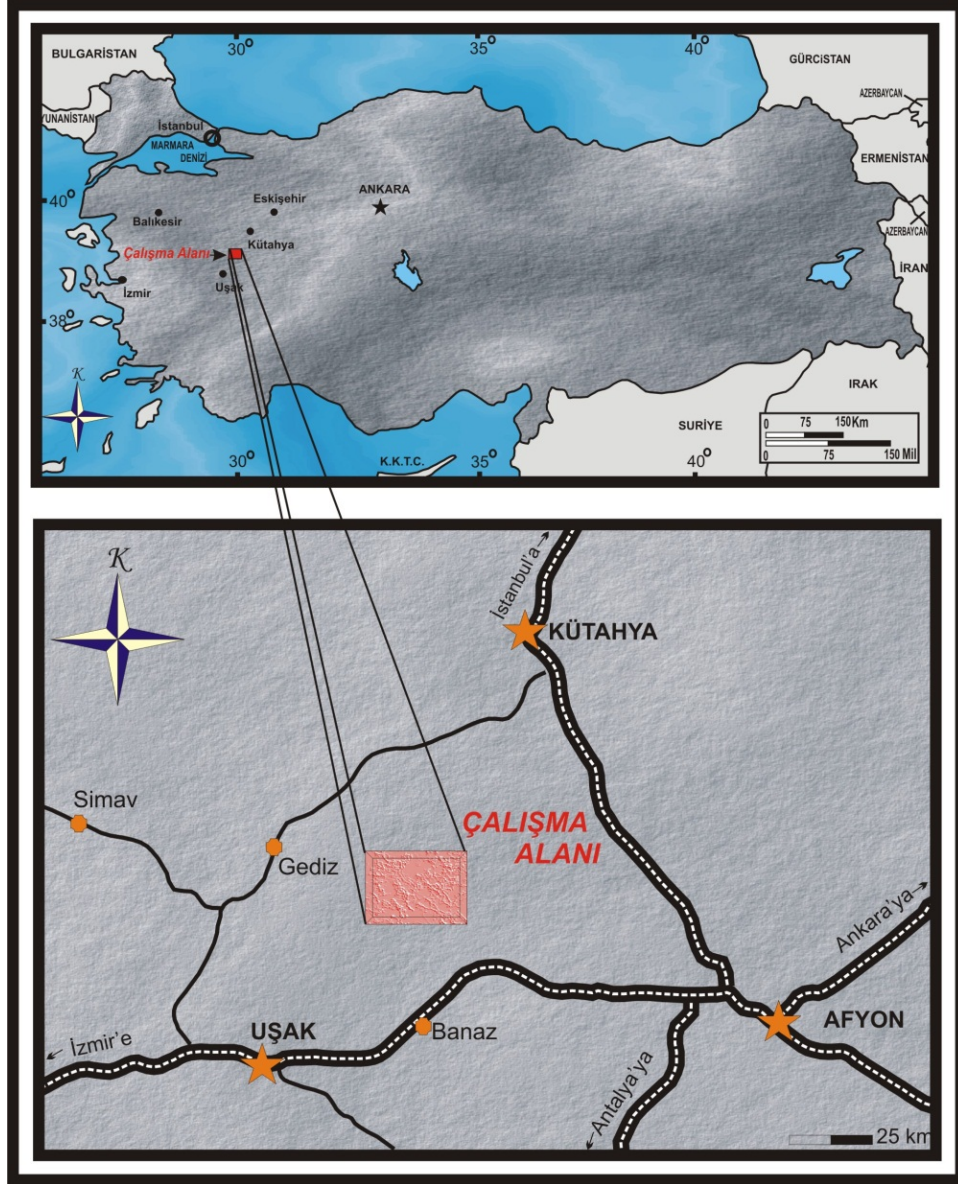 30°
35°
40°
BULGARİSTAN
GÜRCİSTAN
AZERBAYCAN
YUNANİSTAN
İstanbul
MARMARA
DENİZİ
ERMENİSTAN
40°
40°
Eskişehir
ANKARA
Balıkesir
AZERBAYCAN
Kütahya
Çalışma Alanı
İRAN
Uşak
İzmir
38°
38°
K
IRAK
SURİYE
0 75 150Km
0 75 150 Mil
K.K.T.C.
30°
35°
40°
K
İstanbul'a
KÜTAHYA
Simav
ÇALIŞMA
ALANI
Gediz
Ankara'ya
UŞAK
Banaz
AFYON
İzmir'e
Antalya'ya
25 km